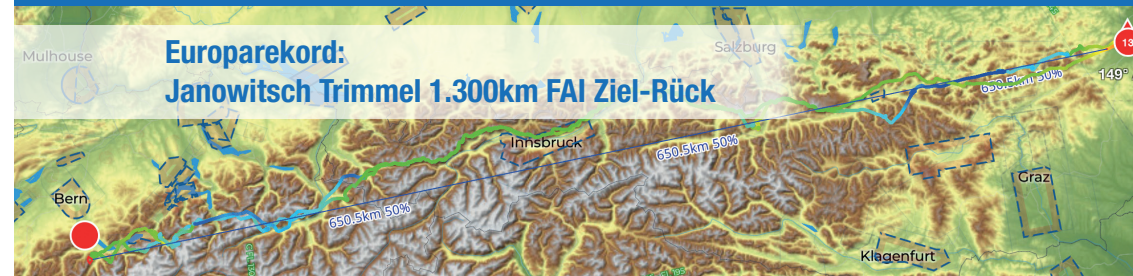 Europarekord:
Janowitsch Trimmel 1.300km FAI Ziel-Rück
Mulhouse
Salzburg
13
149°
650.5km 50%
Innsbruck
650.5km 50%
Graz
Bern
650.5km 50%
Klagenfurt